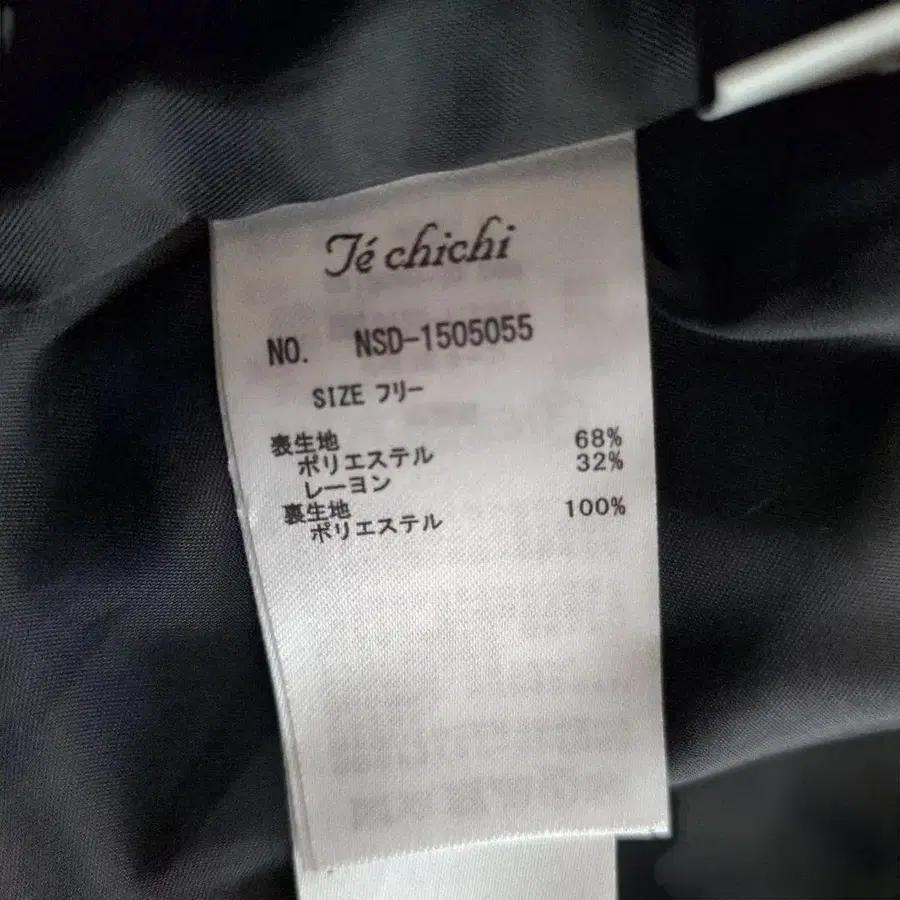 Té chichi
NO. NSD-1505055
SIZE フリー
表生地
ポリエステル 68%
レーヨン 32%
裏生地
ポリエステル 100%